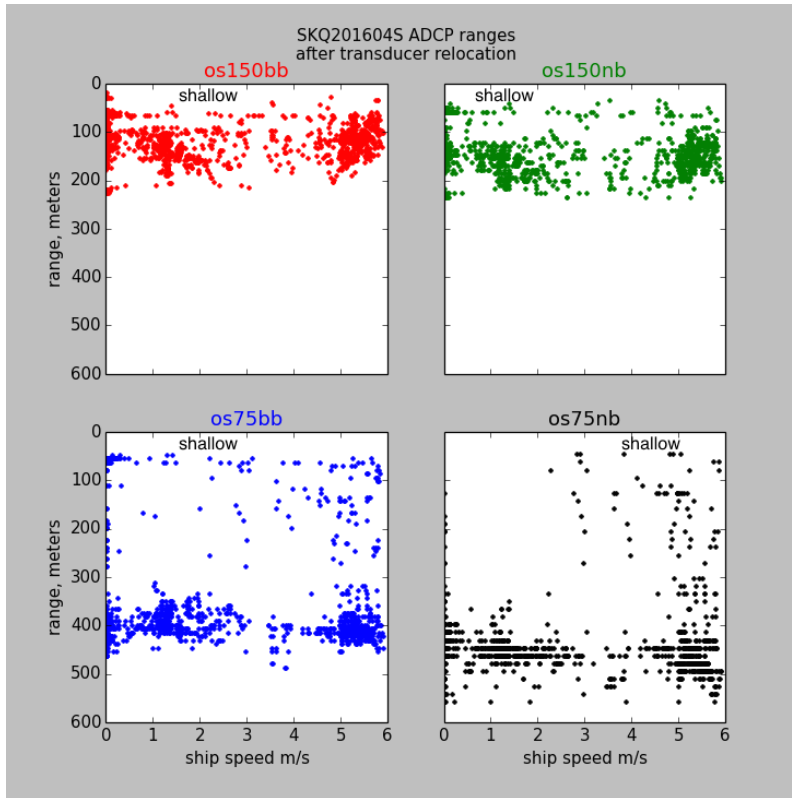 SKQ201604S ADCP ranges
after transducer relocation
os150bb
os150nb
0
shallow
shallow
100
200
300
400
500
600
range, meters
os75bb
os75nb
0
shallow
shallow
100
200
300
400
500
600
range, meters
0 1 2 3 4 5 6
0 1 2 3 4 5 6
ship speed m/s
ship speed m/s